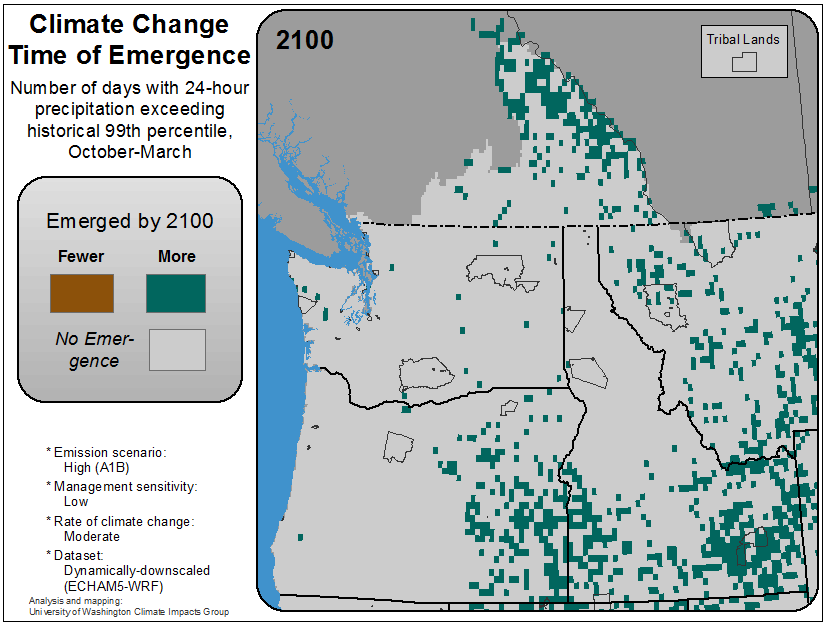 Climate Change
Time of Emergence
Number of days with 24-hour
precipitation exceeding
historical 99th percentile,
October-March
Emerged by 2100
Fewer
More
No Emer-
gence
* Emission scenario:
High (A1B)
* Management sensitivity:
Low
* Rate of climate change:
Moderate
* Dataset:
Dynamically-downscaled
(ECHAM5-WRF)
Analysis and mapping:
University of Washington Climate Impacts Group
2100
Tribal Lands